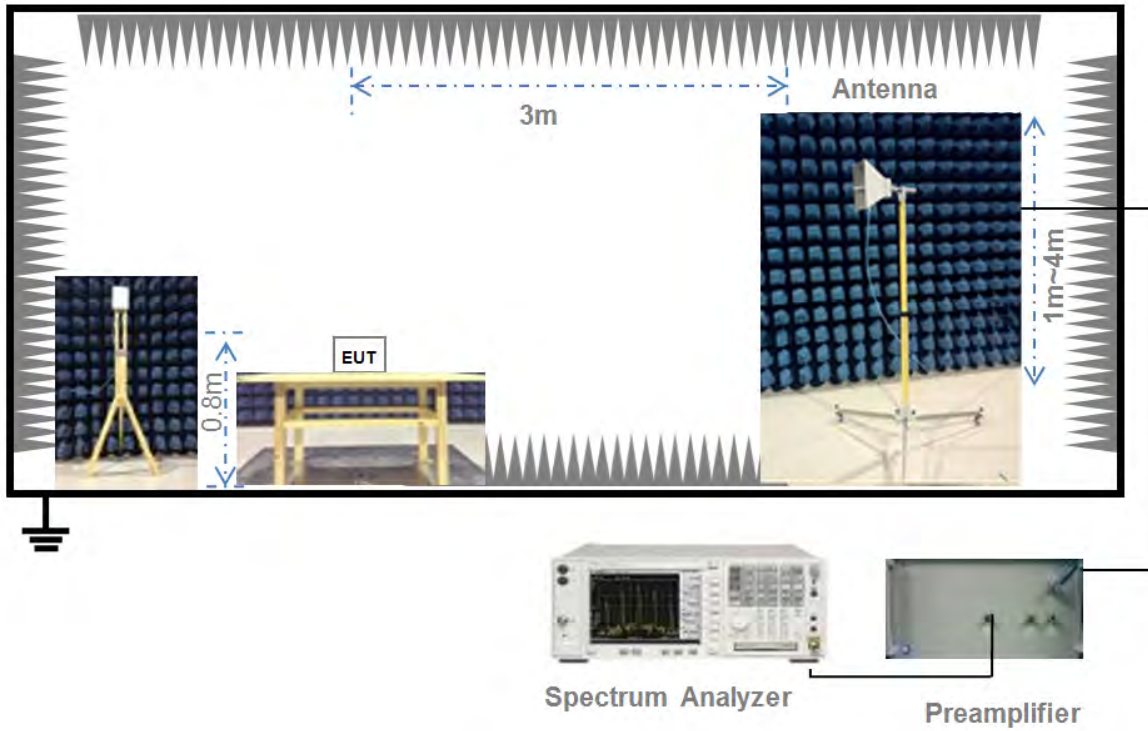 Antenna
3m
1m~4m
EUT
0.8m
Spectrum Analyzer
Preamplifier